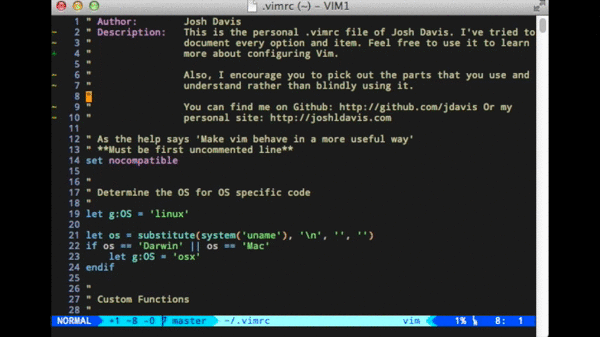 .vimrc (~) - VIM1
1 " Author:        Josh Davis
~ 2 " Description:   This is the personal .vimrc file of Josh Davis. I've tried to
~ 3 "                document every option and item. Feel free to use it to learn
+ 4 "                more about configuring Vim.
5 "
~ 6 "                Also, I encourage you to pick out the parts that you use and
~ 7 "                understand rather than blindly using it.
8 "
~ 9 "                You can find me on Github: http://github.com/jdavis Or my
~ 10 "                personal site: http://joshldavis.com
11
12 " As the help says 'Make vim behave in a more useful way'
13 " **Must be first uncommented line**
14 set nocompatible
15
16 "
17 " Determine the OS for OS specific code
18 "
19 let g:OS = 'linux'
20
21 let os = substitute(system('uname'), '\n', '', '')
22 if os == 'Darwin' || os == 'Mac'
23     let g:OS = 'osx'
24 endif
25
26 "
27 " Custom Functions
28 "
NORMAL +1 ~8 -0 master ~/.vimrc vim 1% 8: 1